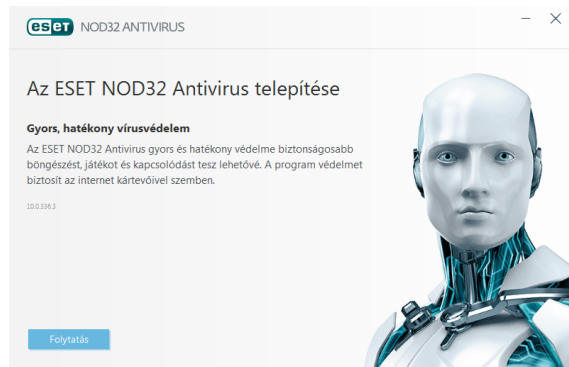 eset NOD32 ANTIVIRUS
Az ESET NOD32 Antivirus telepítése
Gyors, hatékony vírusvédelem
Az ESET NOD32 Antivirus gyors és hatékony védelme biztonságosabb
böngészést, játékot és kapcsolódást tesz lehetővé. A program védelmet
biztosít az internet kártevőivel szemben.
10.0.336.3
Folytatás